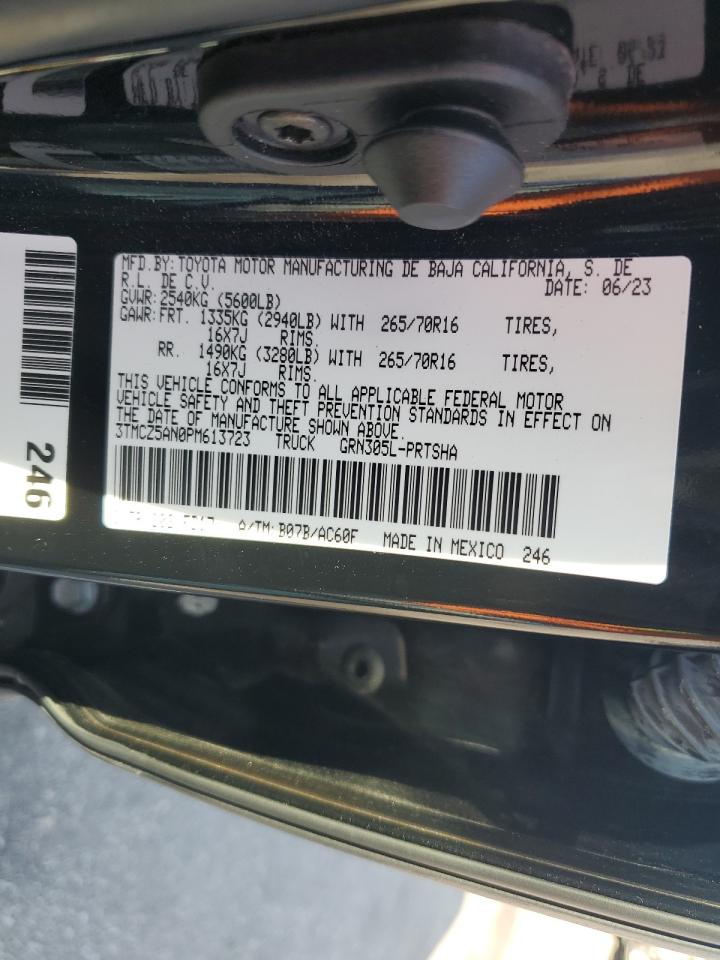 MFD.BY: TOYOTA MOTOR MANUFACTURING DE BAJA CALIFORNIA, S. DE
R.L. DE C.V. DATE: 06/23
GVWR: 2540KG (5600LB)
GAWR: FRT. 1335KG (2940LB) WITH 265/70R16 TIRES,
16X7J RIMS.
RR. 1490KG (3280LB) WITH 265/70R16 TIRES,
16X7J RIMS.
THIS VEHICLE CONFORMS TO ALL APPLICABLE FEDERAL MOTOR
VEHICLE SAFETY AND THEFT PREVENTION STANDARDS IN EFFECT ON
THE DATE OF MANUFACTURE SHOWN ABOVE.
3TMCZ5AN0PM613723 TRUCK GRN305L-PRTSHA
A/TM: B07B/AC60F MADE IN MEXICO 246
246